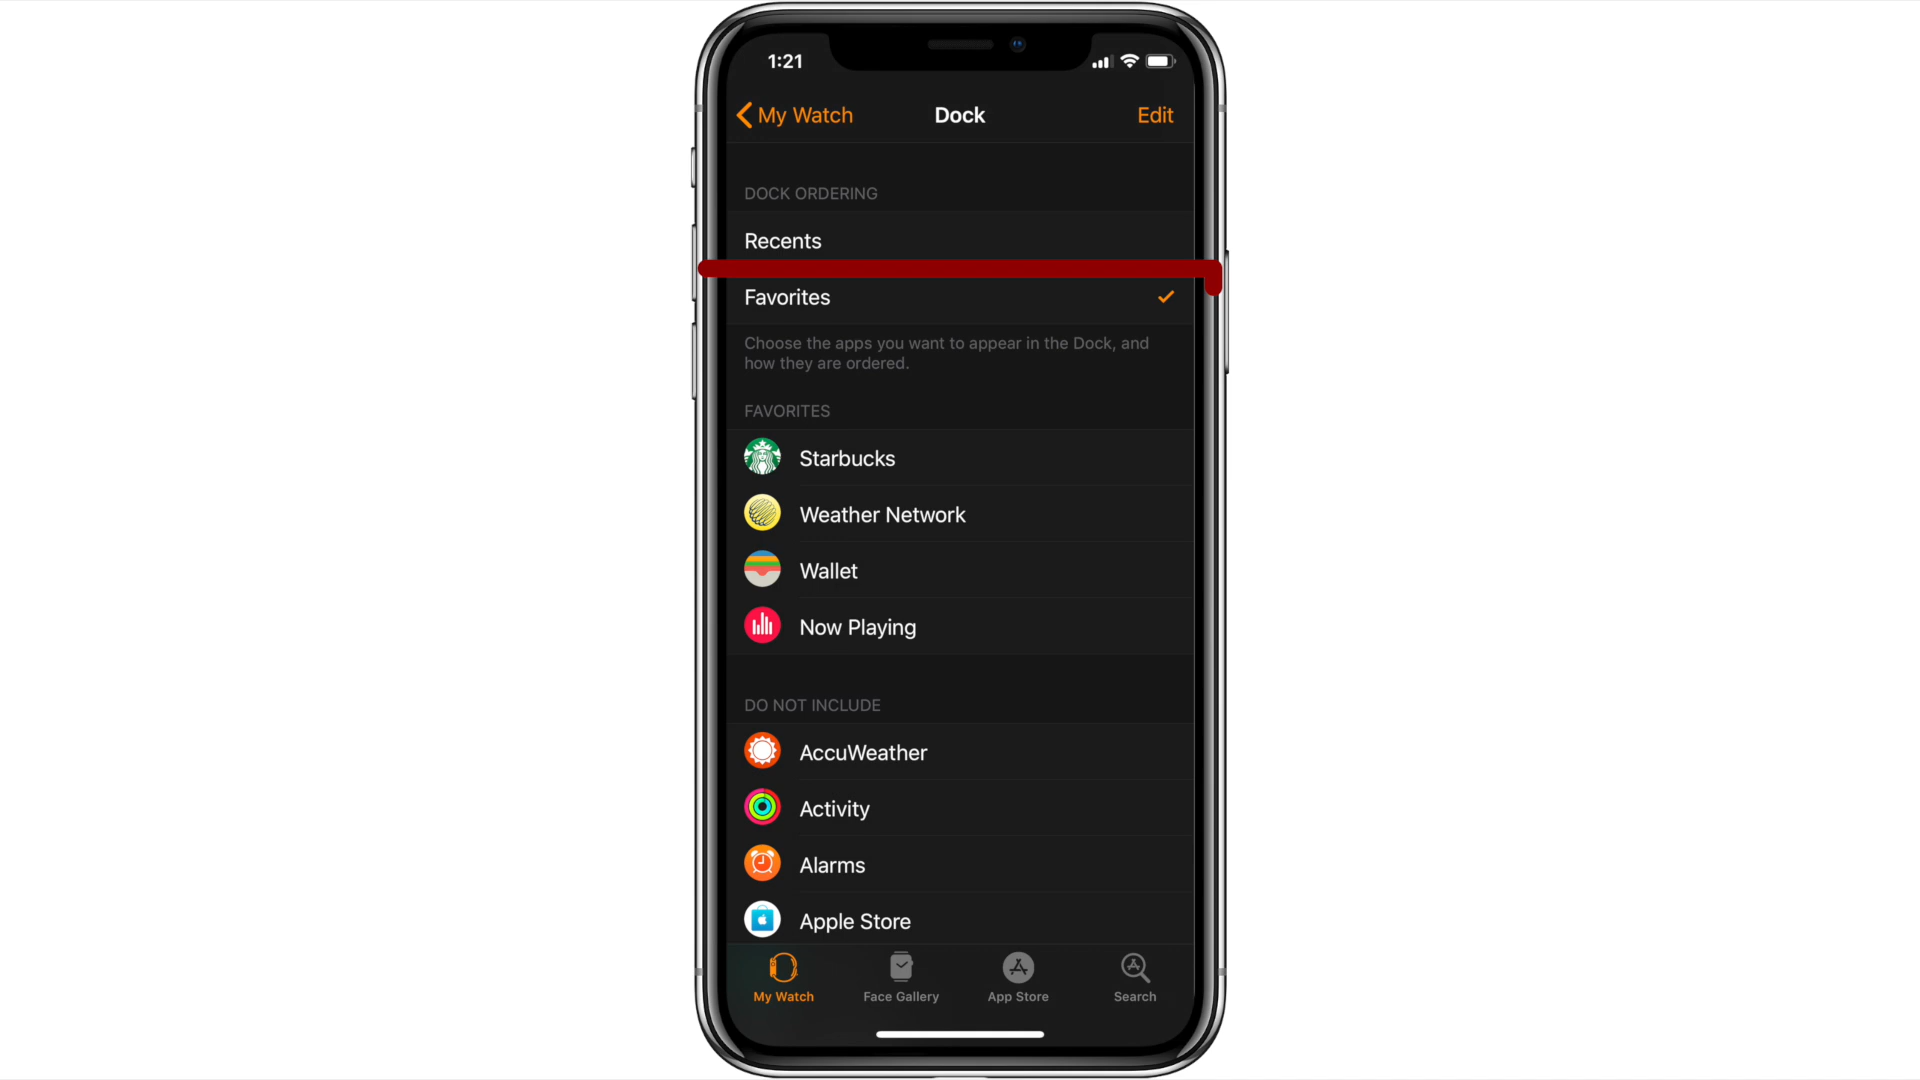 1:21
My Watch
Dock
Edit
DOCK ORDERING
Recents
Favorites
Choose the apps you want to appear in the Dock, and
how they are ordered.
FAVORITES
Starbucks
Weather Network
Wallet
Now Playing
DO NOT INCLUDE
AccuWeather
Activity
Alarms
Apple Store
My Watch
Face Gallery
App Store
Search